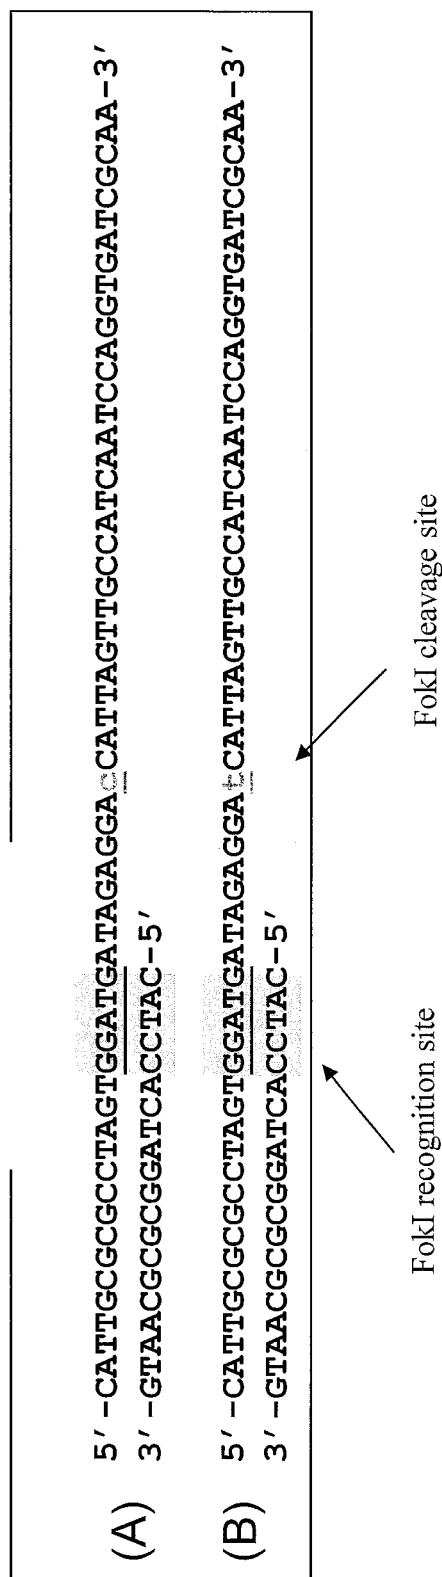 (A) 5′-CATTGCGCGCCTAGTGGATGATAGAGGAcCATTAGTTGCCATCAATCCAGGTGATCGCAA-3′
3′-GTAACGCGCGGATCACCTAC-5′
(B) 5′-CATTGCGCGCCTAGTGGATGATAGAGGAtCATTAGTTGCCATCAATCCAGGTGATCGCAA-3′
3′-GTAACGCGCGGATCACCTAC-5′
FokI recognition site
FokI cleavage site